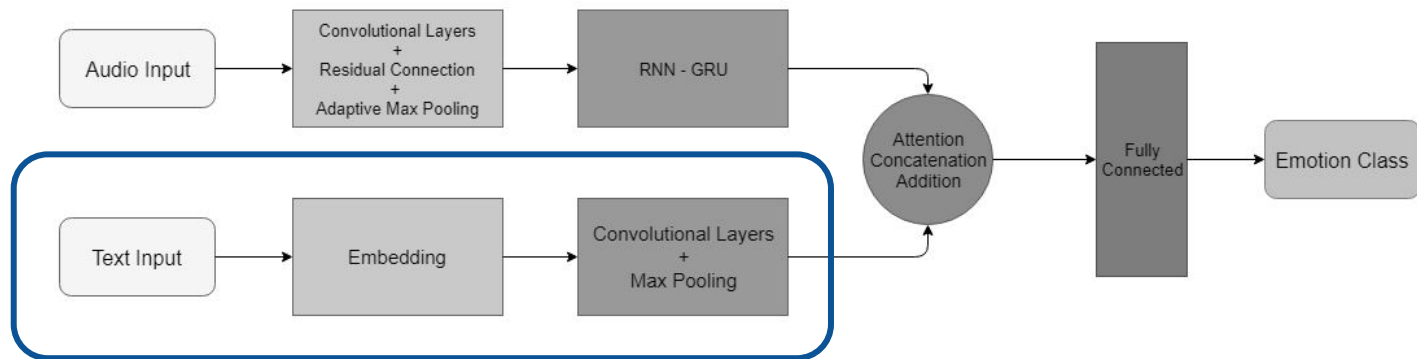 Audio Input
Convolutional Layers
+
Residual Connection
+
Adaptive Max Pooling
RNN - GRU
Attention
Concatenation
Addition
Fully
Connected
Emotion Class
Text Input
Embedding
Convolutional Layers
+
Max Pooling